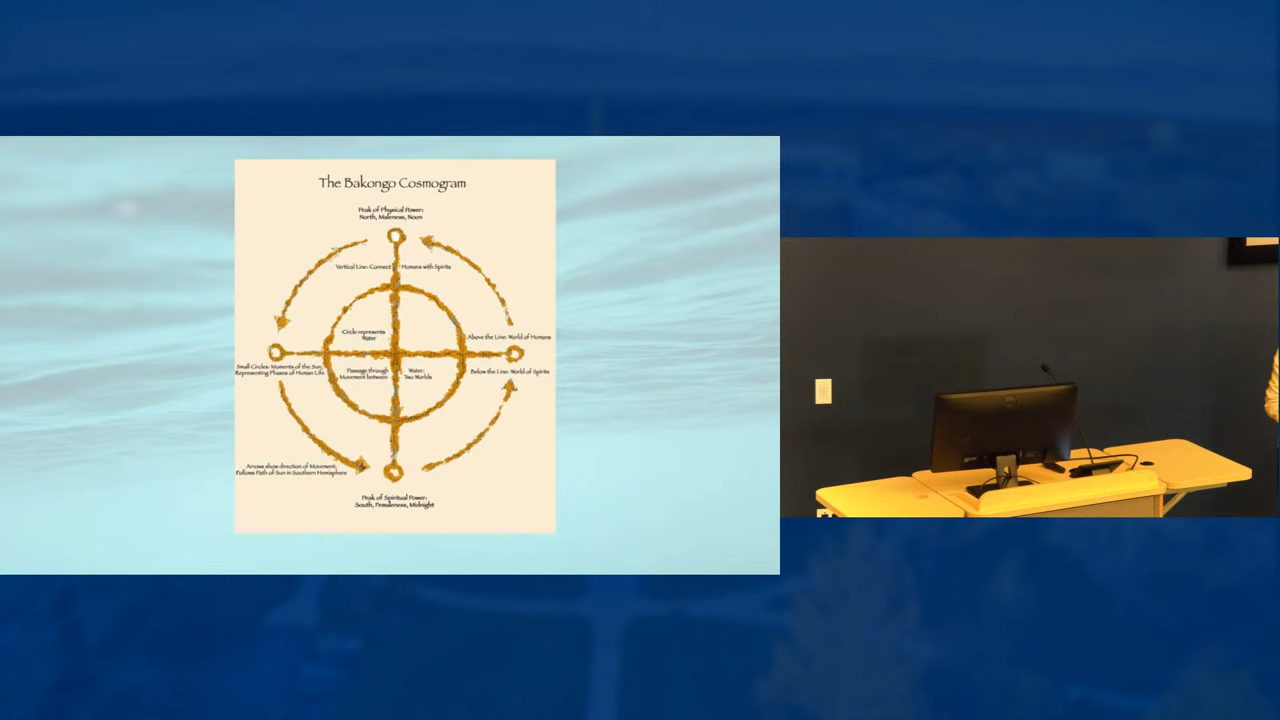 The Bakongo Cosmogram
Peak of Physical Power:
North, Maleness, Noon
Vertical Line: Connect Humans with Spirits
Circle represents
Water
Above the Line: World of Humans
Small Circles: Moments of the Sun,
Representing Phases of Human Life
Passage through Water:
Movement between Two Worlds
Below the Line: World of Spirits
Arrows show direction of Movement;
Follows Path of Sun in Southern Hemisphere
Peak of Spiritual Power:
South, Femaleness, Midnight